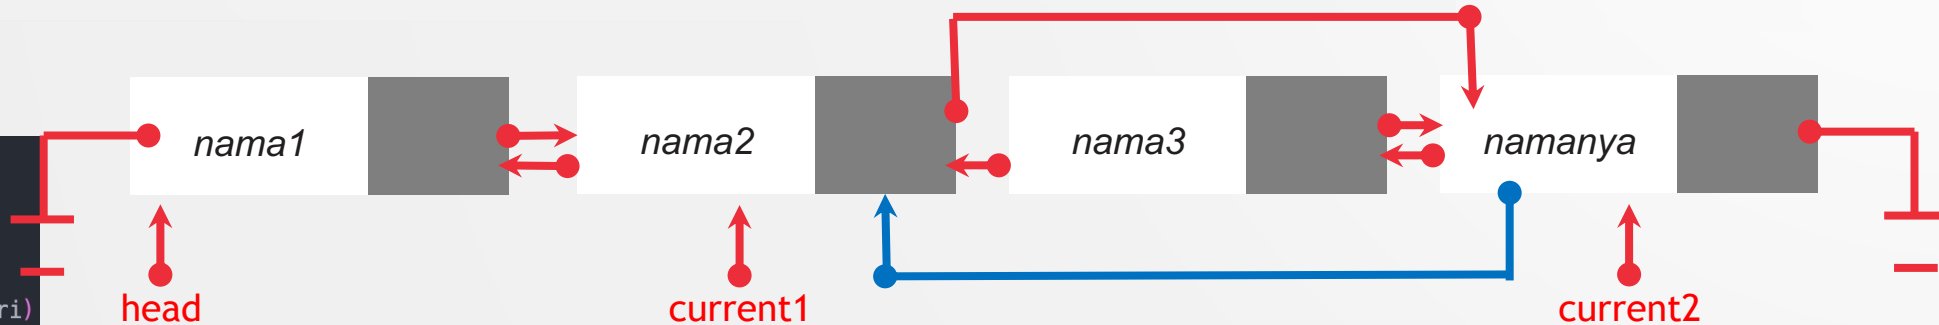 nama1
nama2
nama3
namanya
ri)
head
current1
current2